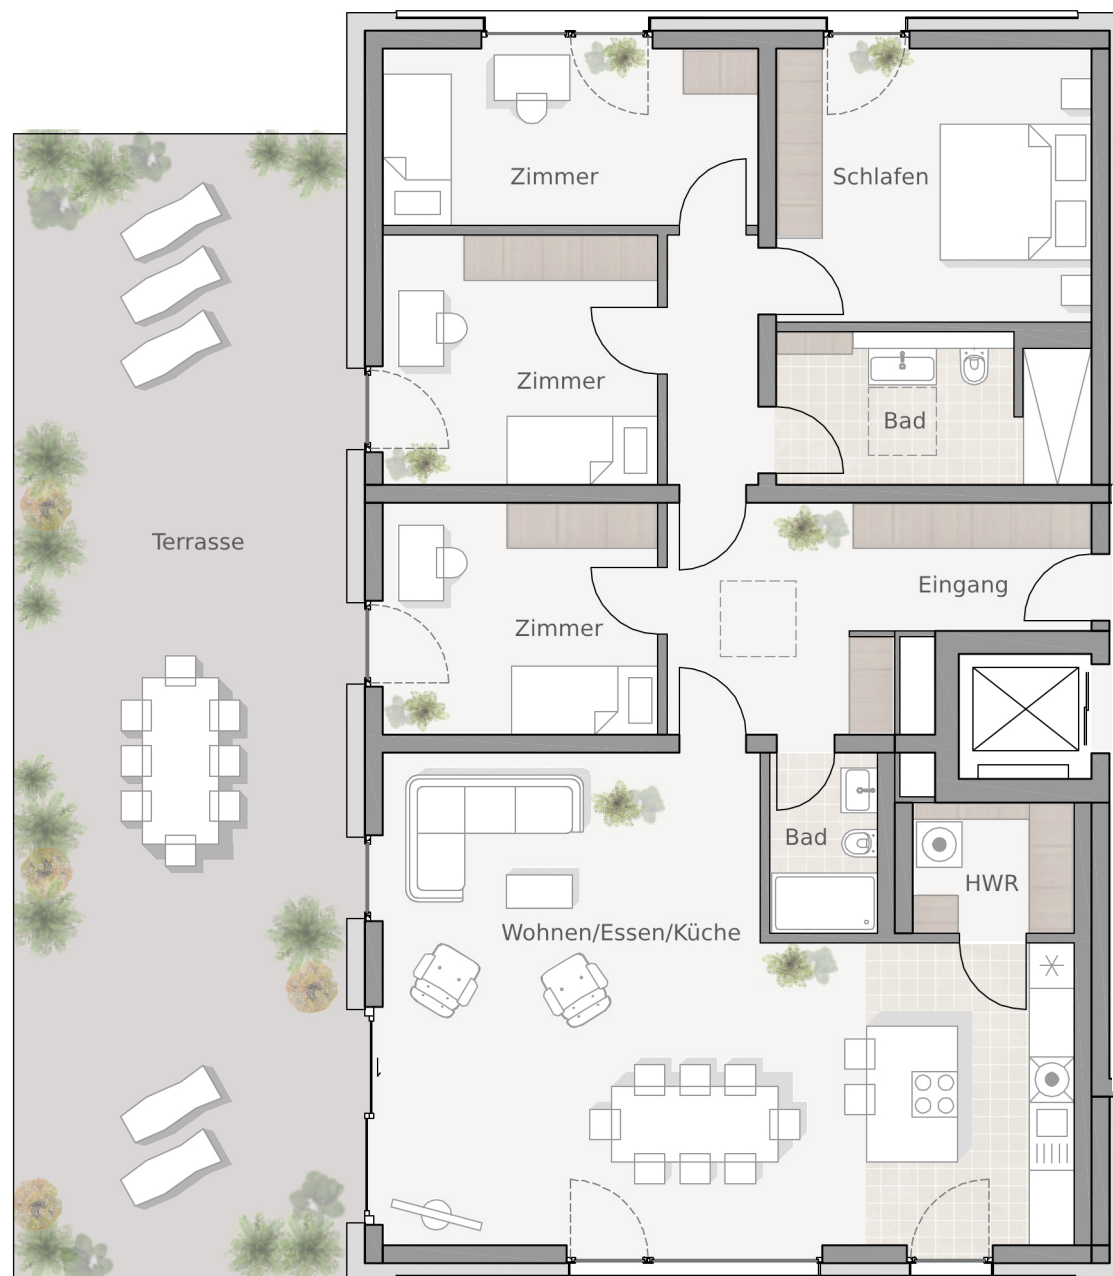 Zimmer
Schlafen
Zimmer
Bad
Terrasse
Eingang
Zimmer
Bad
HWR
Wohnen/Essen/Küche